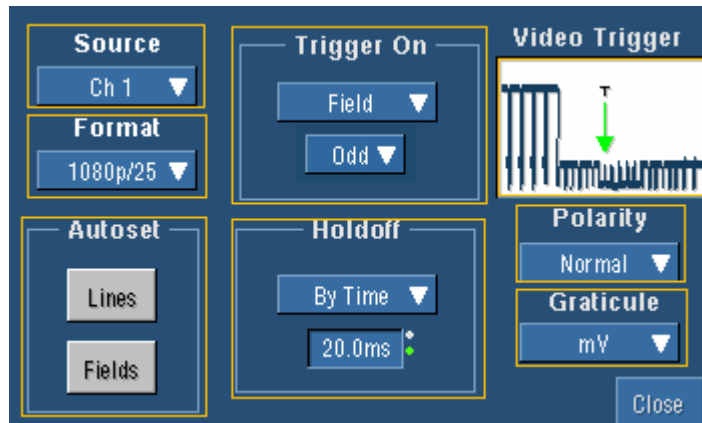 Source
Ch 1
Format
1080p/25
Autoset
Lines
Fields
Trigger On
Field
Odd
Holdoff
By Time
20.0ms
Video Trigger
T
Polarity
Normal
Graticule
mV
Close